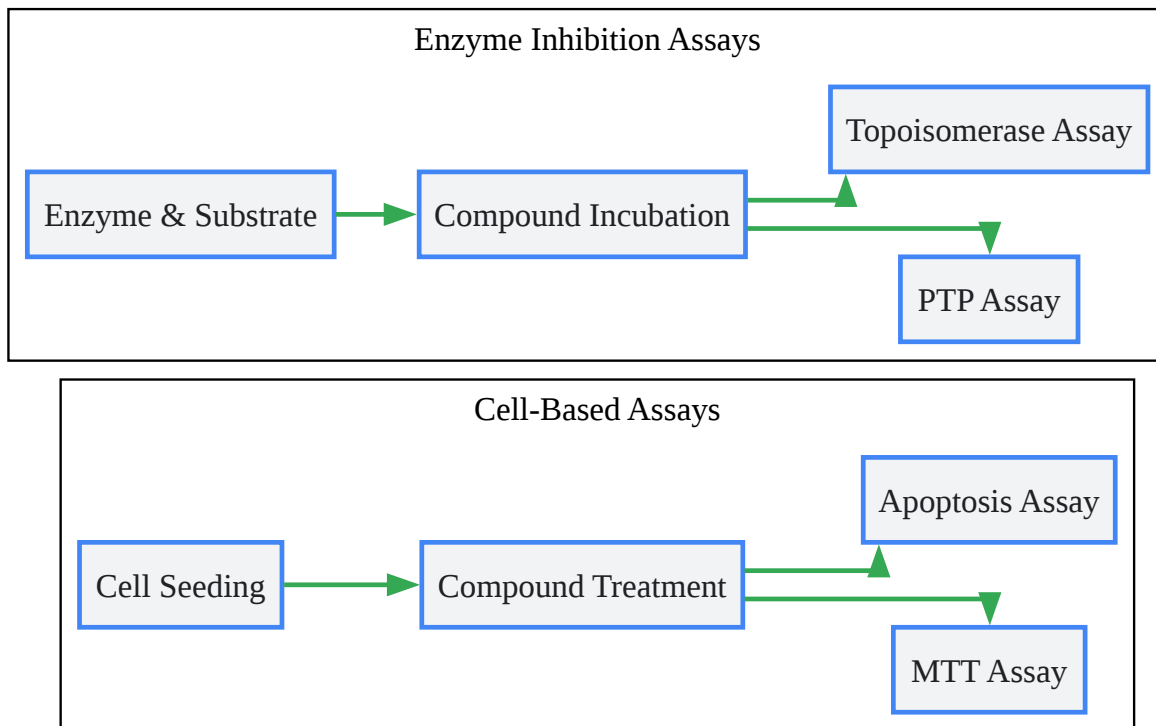 Enzyme Inhibition Assays
Topoisomerase Assay
Enzyme & Substrate
Compound Incubation
PTP Assay
Cell-Based Assays
Apoptosis Assay
Cell Seeding
Compound Treatment
MTT Assay